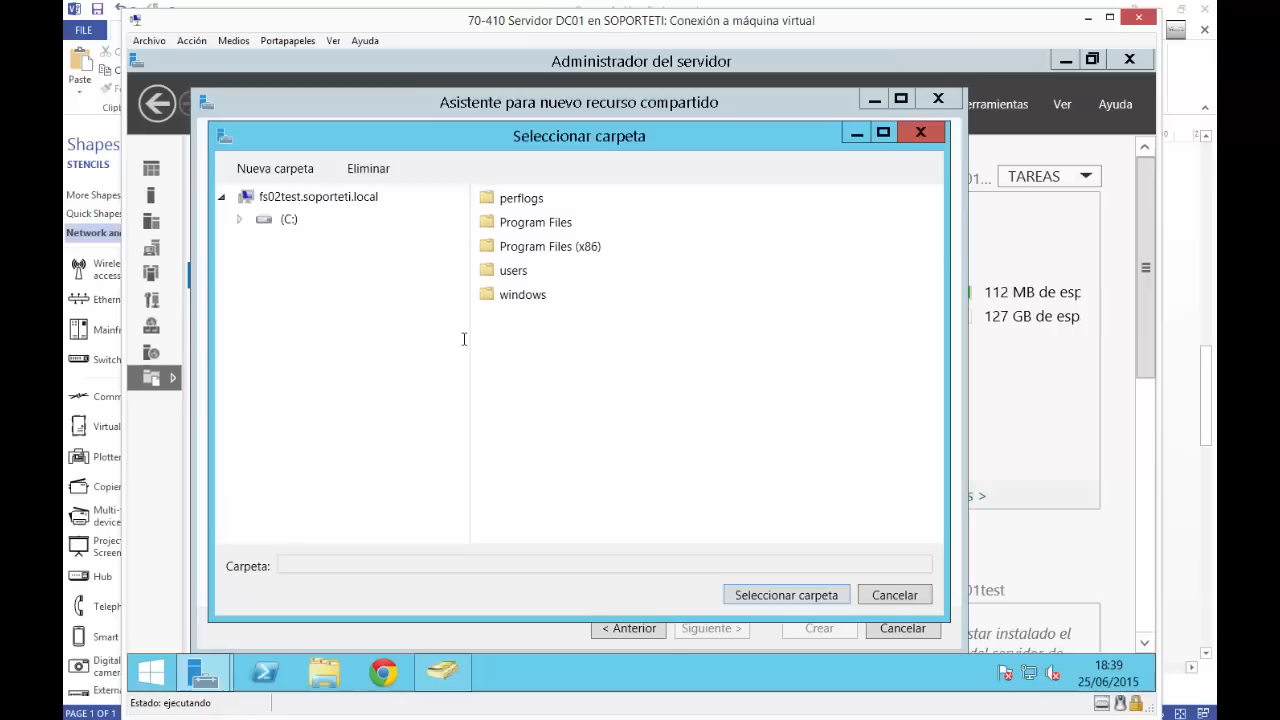 70-410 Servidor DC01 en SOPORTETI: Conexión a máquina virtual
FILE
Archivo Acción Medios Portapapeles Ver Ayuda
Paste
Administrador del servidor
Asistente para nuevo recurso compartido
Ver Ayuda
Seleccionar carpeta
Shapes
STENCILS
Nueva carpeta Eliminar
TAREAS
More Shapes
Quick Shapes
Network
fs02test.soporteti.local
(C:)
perflogs
Program Files
Program Files (x86)
users
windows
112 MB de
127 GB de
Hub
Smart
Carpeta:
Seleccionar carpeta Cancelar
< Anterior Siguiente > Crear Cancelar
instalado el
18:39
25/06/2015
Estado: ejecutando
PAGE 1 OF 1